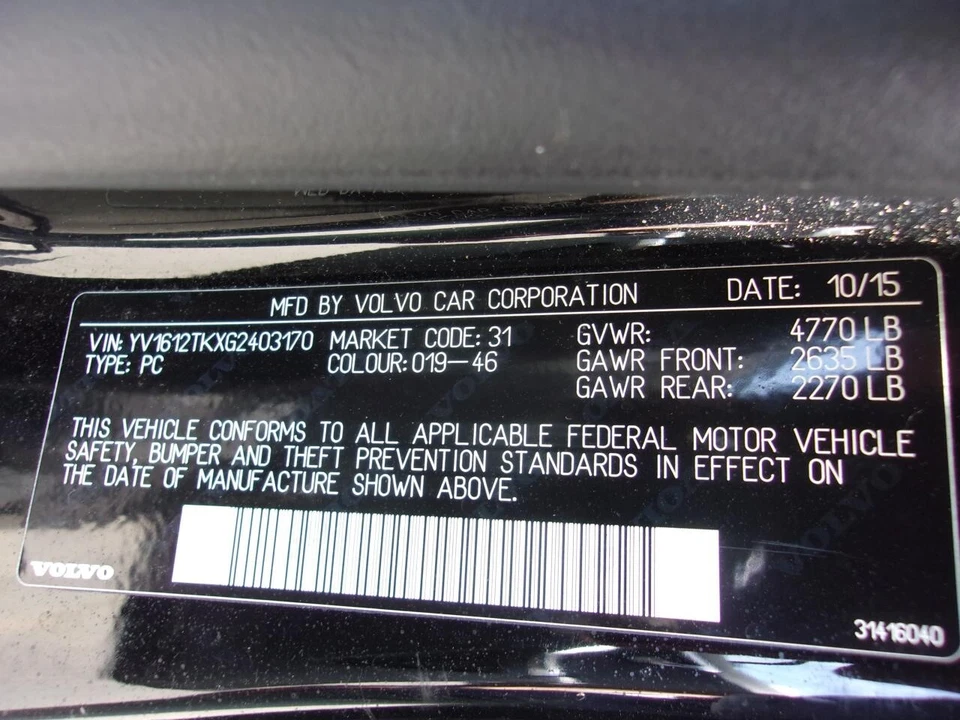 MFD BY VOLVO CAR CORPORATION DATE: 10/15
VIN: YV1612TKXG2403170 MARKET CODE: 31 GVWR: 4770 LB
TYPE: PC COLOUR: 019-46 GAWR FRONT: 2635 LB
GAWR REAR: 2270 LB
THIS VEHICLE CONFORMS TO ALL APPLICABLE FEDERAL MOTOR VEHICLE
SAFETY, BUMPER AND THEFT PREVENTION STANDARDS IN EFFECT ON
THE DATE OF MANUFACTURE SHOWN ABOVE.
VOLVO
31416040